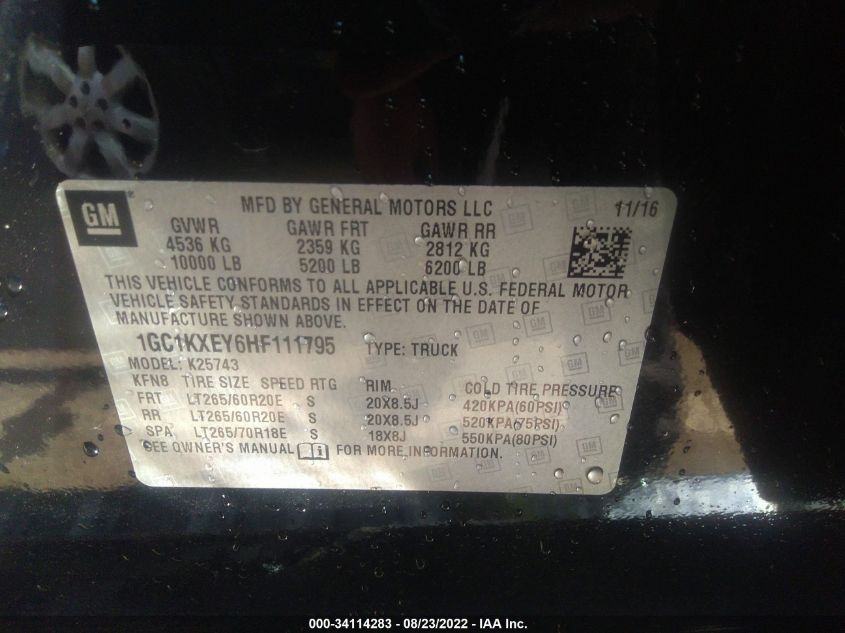 GM MFD BY GENERAL MOTORS LLC 11/16
GVWR GAWR FRT GAWR RR
4536 KG 2359 KG 2812 KG
10000 LB 5200 LB 6200 LB
THIS VEHICLE CONFORMS TO ALL APPLICABLE U.S. FEDERAL MOTOR
VEHICLE SAFETY STANDARDS IN EFFECT ON THE DATE OF
MANUFACTURE SHOWN ABOVE.
1GC1KXEY6HF111795 TYPE: TRUCK
MODEL: K25743
KFN8 TIRE SIZE SPEED RTG RIM COLD TIRE PRESSURE
FRT LT265/60R20E S 20X8.5J 420KPA(60PSI)
RR LT265/60R20E S 20X8.5J 520KPA(75PSI)
SPA LT265/70R18E S 18X8J 550KPA(80PSI)
SEE OWNER'S MANUAL FOR MORE INFORMATION.
000-34114283 - 08/23/2022 - IAA Inc.